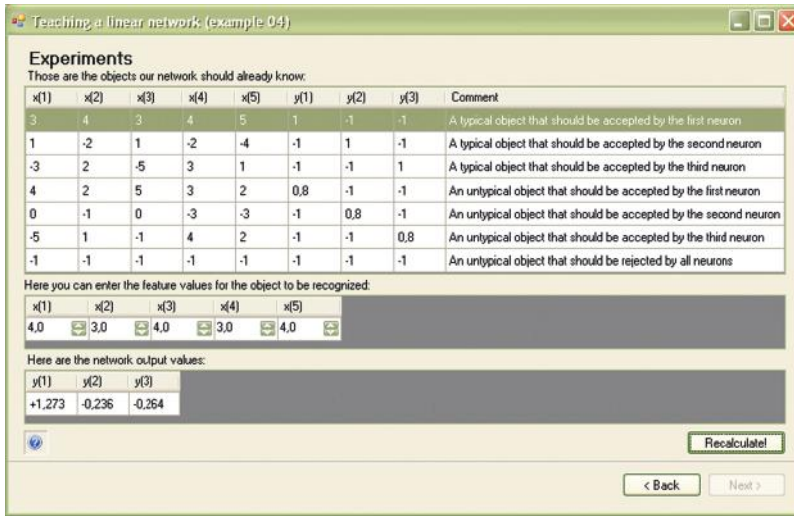 Teaching a linear network (example 04)
Experiments
Those are the objects our network should already know:
x(1) x(2) x(3) x(4) x(5) y(1) y(2) y(3) Comment
3 4 3 4 5 1 -1 -1 A typical object that should be accepted by the first neuron
1 -2 1 -2 -4 -1 1 -1 A typical object that should be accepted by the second neuron
-3 2 -5 3 1 -1 -1 1 A typical object that should be accepted by the third neuron
4 2 5 3 2 0,8 -1 -1 An untypical object that should be accepted by the first neuron
0 -1 0 -3 -3 -1 0,8 -1 An untypical object that should be accepted by the second neuron
-5 1 -1 4 2 -1 -1 0,8 An untypical object that should be accepted by the third neuron
-1 -1 -1 -1 -1 -1 -1 -1 An untypical object that should be rejected by all neurons
Here you can enter the feature values for the object to be recognized:
x(1) x(2) x(3) x(4) x(5)
4,0 3,0 4,0 3,0 4,0
Here are the network output values:
y(1) y(2) y(3)
+1,273 -0,236 -0,264
Recalculate!
< Back Next >